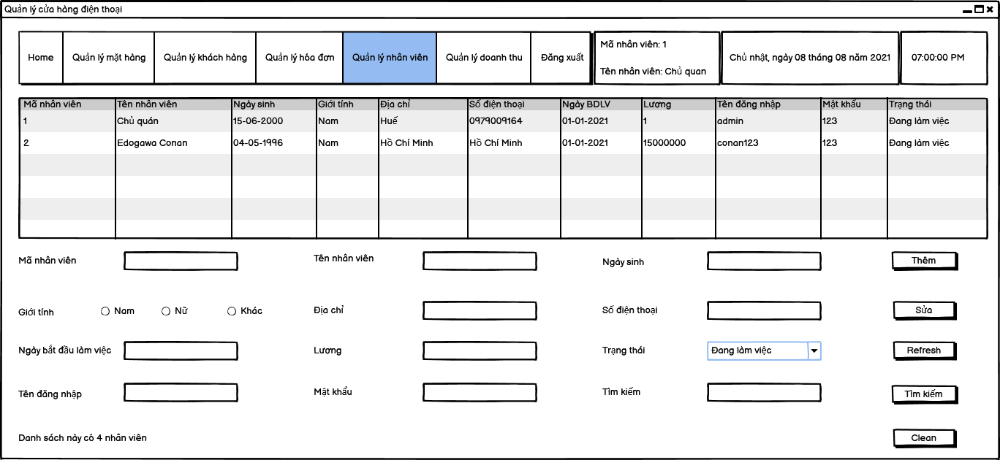 Quản lý cửa hàng điện thoại
Home Quản lý mặt hàng Quản lý khách hàng Quản lý hóa đơn Quản lý nhân viên Quản lý doanh thu Đăng xuất
Mã nhân viên: 1
Tên nhân viên: Chủ quan
Chủ nhật, ngày 08 tháng 08 năm 2021
07:00:00 PM
Mã nhân viên Tên nhân viên Ngày sinh Giới tính Địa chỉ Số điện thoại Ngày BDLV Lương Tên đăng nhập Mật khẩu Trạng thái
1 Chủ quán 15-06-2000 Nam Huế 0979009164 01-01-2021 1 admin 123 Đang làm việc
2 Edogawa Conan 04-05-1996 Nam Hồ Chí Minh Hồ Chí Minh 01-01-2021 15000000 conan123 123 Đang làm việc
Mã nhân viên Tên nhân viên Ngày sinh Thêm
Giới tính Nam Nữ Khác Địa chỉ Số điện thoại Sửa
Ngày bắt đầu làm việc Lương Trạng thái Đang làm việc Refresh
Tên đăng nhập Mật khẩu Tìm kiếm Tìm kiếm
Danh sách này có 4 nhân viên Clean